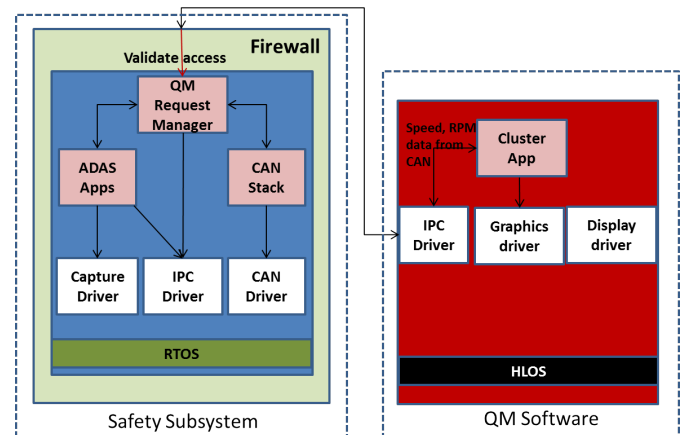 Firewall
Validate access
QM
Request
Manager
ADAS
Apps
CAN
Stack
Capture
Driver
IPC
Driver
CAN
Driver
RTOS
Safety Subsystem
Speed, RPM
data from
CAN
Cluster
App
IPC
Driver
Graphics
driver
Display
driver
HLOS
QM Software